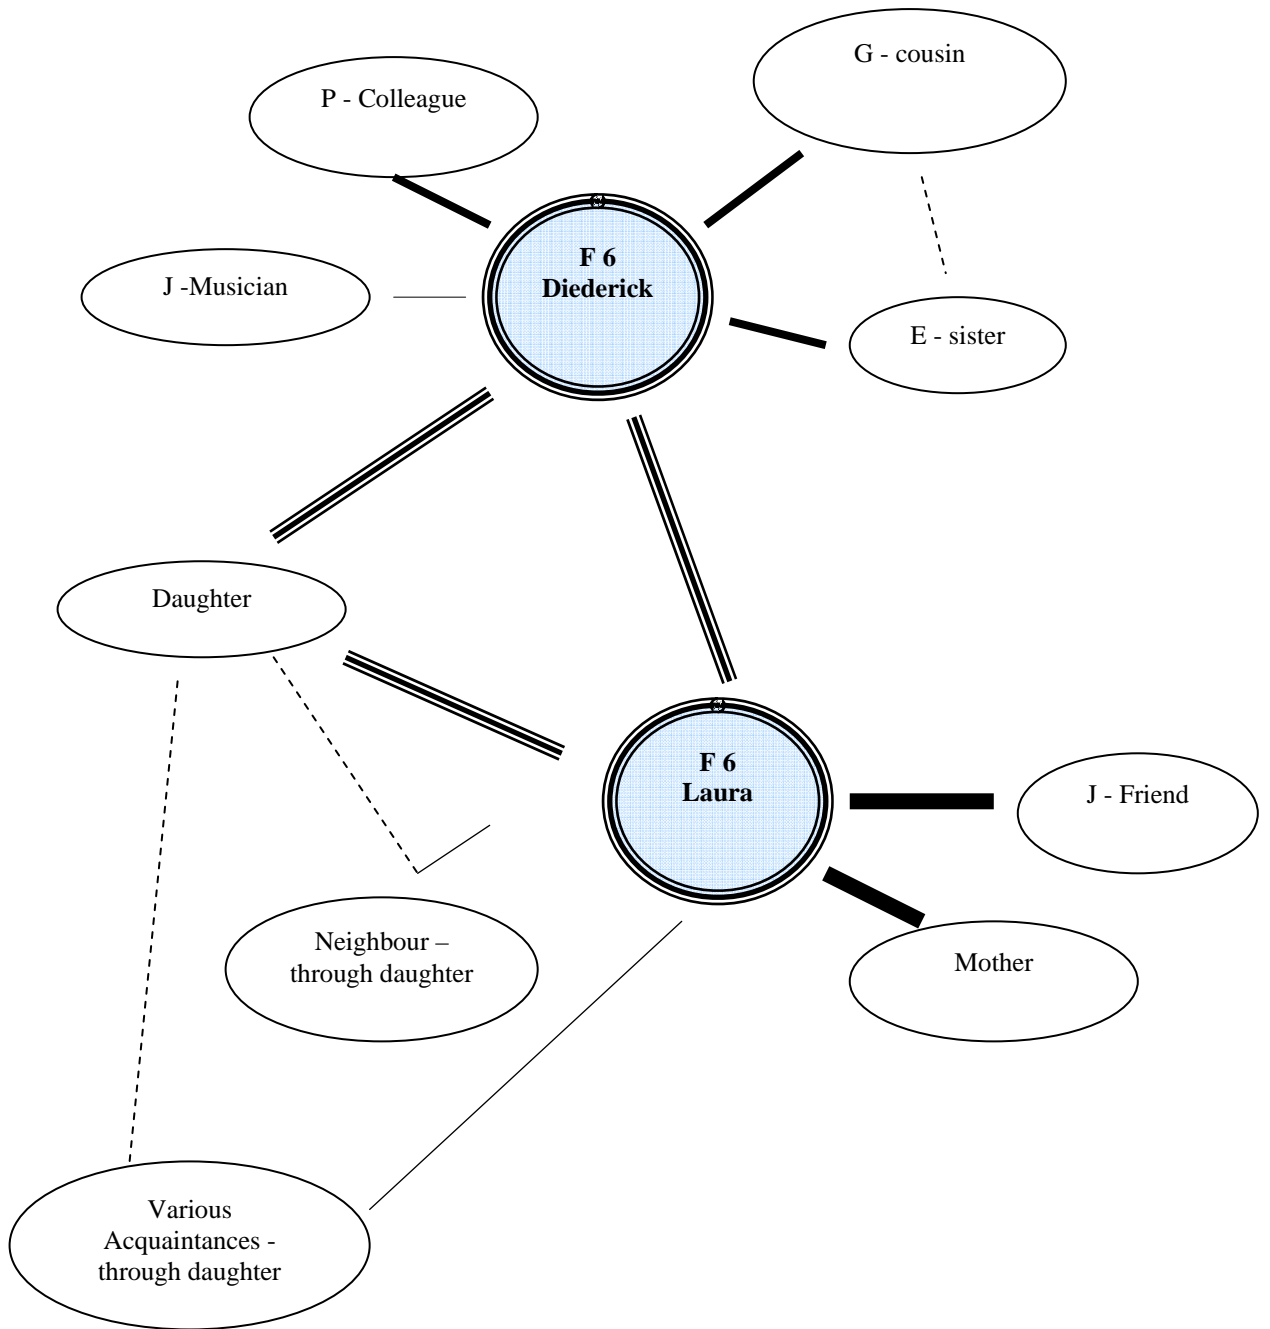 G - cousin
P - Colleague
F 6
Diederick
J -Musician
E - sister
Daughter
F 6
Laura
J - Friend
Neighbour –
through daughter
Mother
Various
Acquaintances -
through daughter